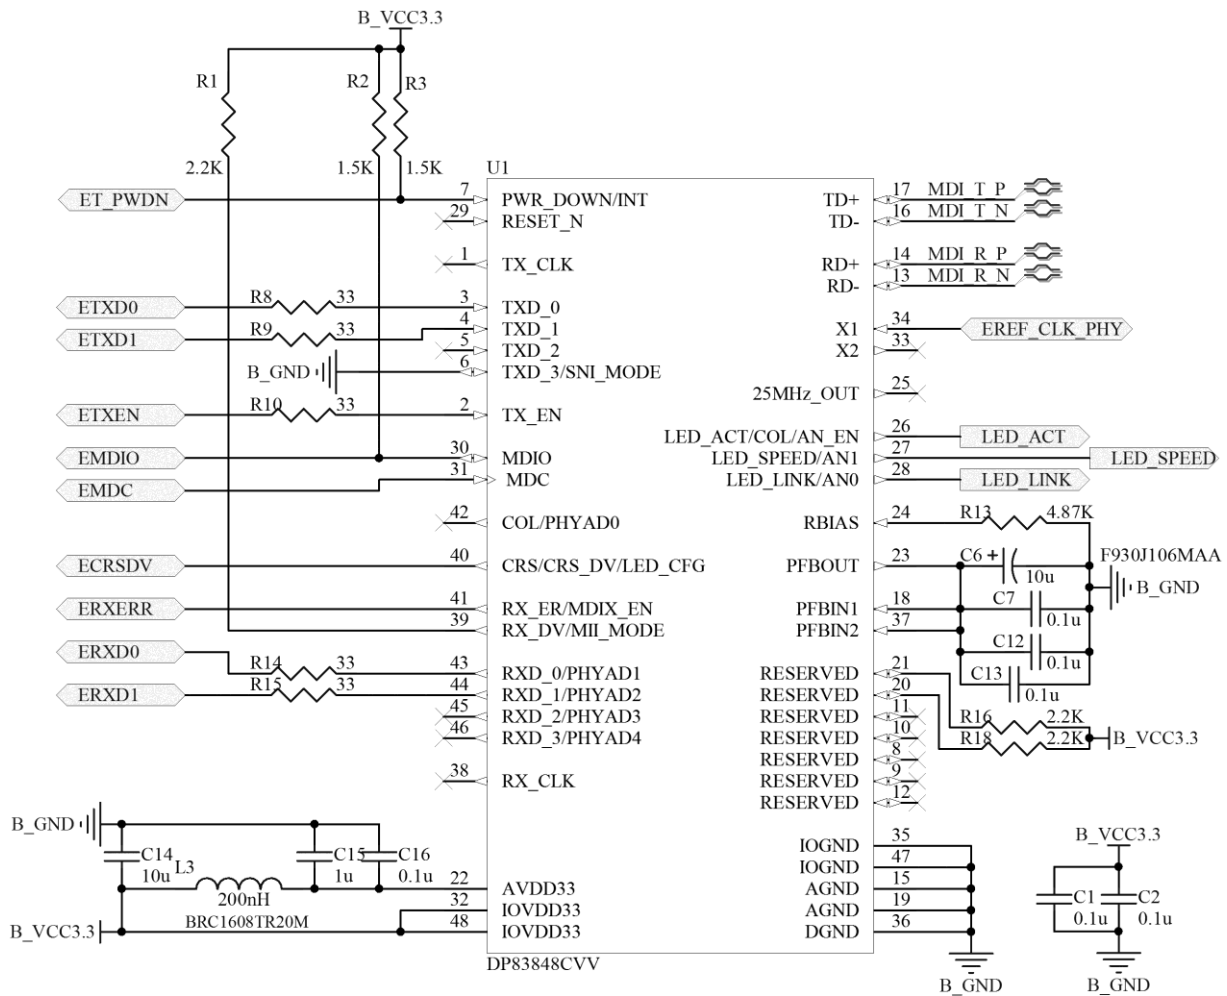 B_VCC3.3
R1
R2
R3
2.2K
1.5K
1.5K
U1
ET_PWDN
7
PWR_DOWN/INT
29
RESET_N
1
TX_CLK
ETXD0
R8
33
3
TXD_0
ETXD1
R9
33
4
TXD_1
5
TXD_2
B_GND
6
TXD_3/SNI_MODE
ETXEN
R10
33
2
TX_EN
EMDIO
30
MDIO
EMDC
31
MDC
42
COL/PHYAD0
ECRSDV
40
CRS/CRS_DV/LED_CFG
ERXERR
41
RX_ER/MDIX_EN
39
RX_DV/MII_MODE
ERXD0
R14
33
43
RXD_0/PHYAD1
ERXD1
R15
33
44
RXD_1/PHYAD2
45
RXD_2/PHYAD3
46
RXD_3/PHYAD4
38
RX_CLK
B_GND
C14
10u
L3
200nH
BRC1608TR20M
C15
1u
C16
0.1u
22
AVDD33
32
IOVDD33
B_VCC3.3
48
IOVDD33
DP83848CVV
TD+
17
MDI_T_P
TD-
16
MDI_T_N
RD+
14
MDI_R_P
RD-
13
MDI_R_N
X1
34
EREF_CLK_PHY
X2
33
25MHz_OUT
25
LED_ACT/COL/AN_EN
26
LED_ACT
LED_SPEED/AN1
27
LED_SPEED
LED_LINK/AN0
28
LED_LINK
RBIAS
24
R13
4.87K
PFBOUT
23
C6
+
10u
F930J106MAA
B_GND
PFBIN1
18
C7
0.1u
PFBIN2
37
C12
0.1u
C13
0.1u
RESERVED
21
RESERVED
20
RESERVED
11
R16
2.2K
RESERVED
10
R18
2.2K
B_VCC3.3
RESERVED
8
RESERVED
9
RESERVED
12
IOGND
35
IOGND
47
AGND
15
AGND
19
DGND
36
B_GND
B_VCC3.3
C1
0.1u
C2
0.1u
B_GND